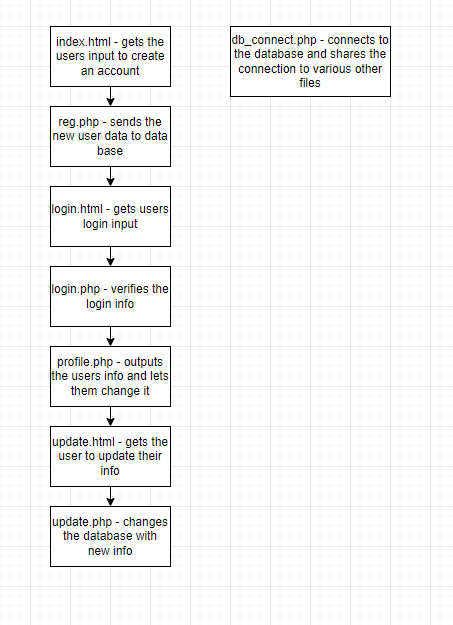 index.html - gets the
users input to create
an account
db_connect.php - connects to
the database and shares the
connection to various other
files
reg.php - sends the
new user data to data
base
login.html - gets users
login input
login.php - verifies the
login info
profile.php - outputs
the users info and lets
them change it
update.html - gets the
user to update their
info
update.php - changes
the database with
new info